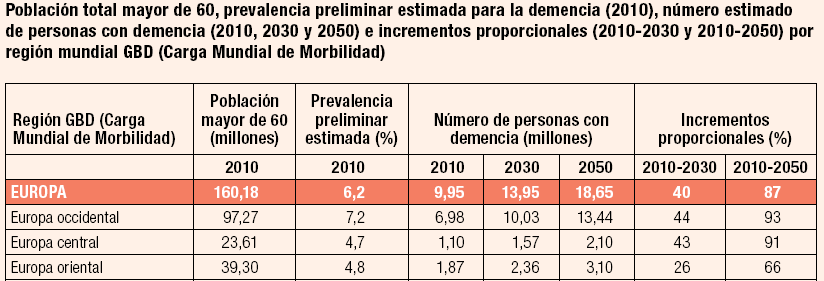 Población total mayor de 60, prevalencia preliminar estimada para la demencia (2010), número estimado
de personas con demencia (2010, 2030 y 2050) e incrementos proporcionales (2010-2030 y 2010-2050) por
región mundial GBD (Carga Mundial de Morbilidad)
Región GBD (Carga Mundial de Morbilidad) Población mayor de 60 (millones) Prevalencia preliminar estimada (%) Número de personas con demencia (millones) Incrementos proporcionales (%)
2010 2010 2010 2030 2050 2010-2030 2010-2050
EUROPA 160,18 6,2 9,95 13,95 18,65 40 87
Europa occidental 97,27 7,2 6,98 10,03 13,44 44 93
Europa central 23,61 4,7 1,10 1,57 2,10 43 91
Europa oriental 39,30 4,8 1,87 2,36 3,10 26 66